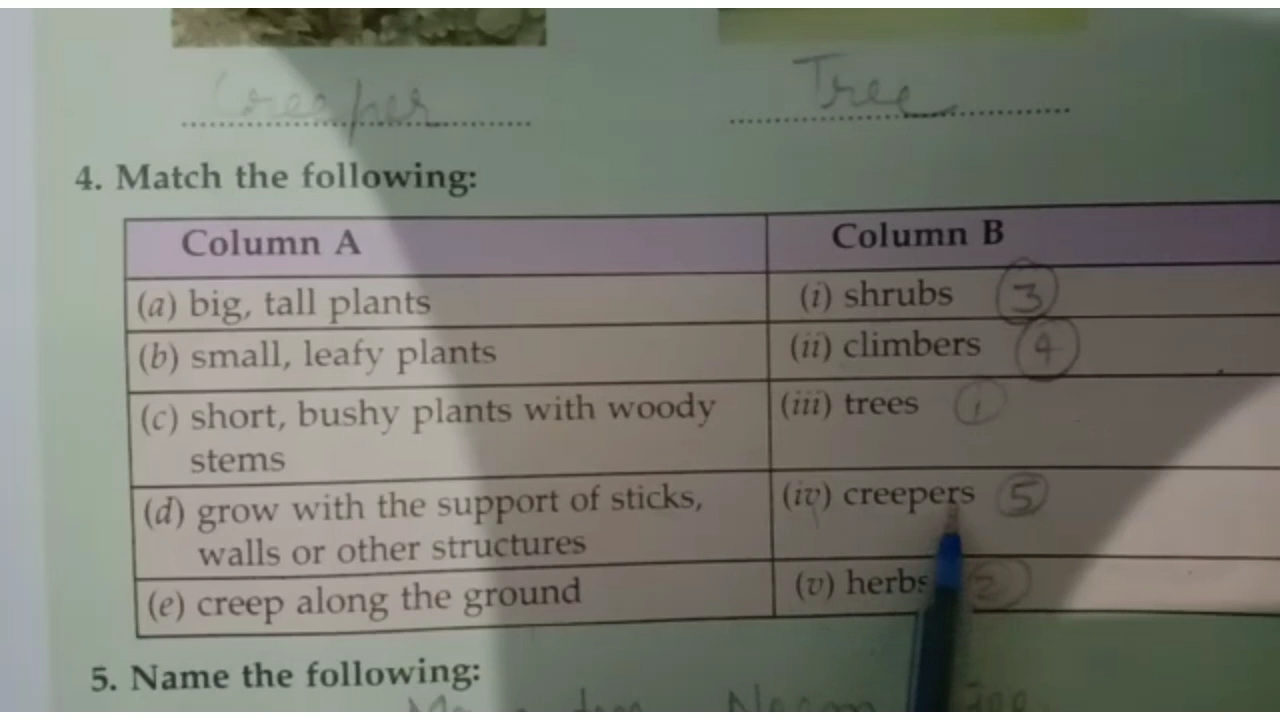 Creeper Tree
4. Match the following:
Column A Column B
(a) big, tall plants (i) shrubs 3
(b) small, leafy plants (ii) climbers 4
(c) short, bushy plants with woody (iii) trees 1
stems
(d) grow with the support of sticks, (iv) creepers 5
walls or other structures
(e) creep along the ground (v) herbs 2
5. Name the following:
Neem